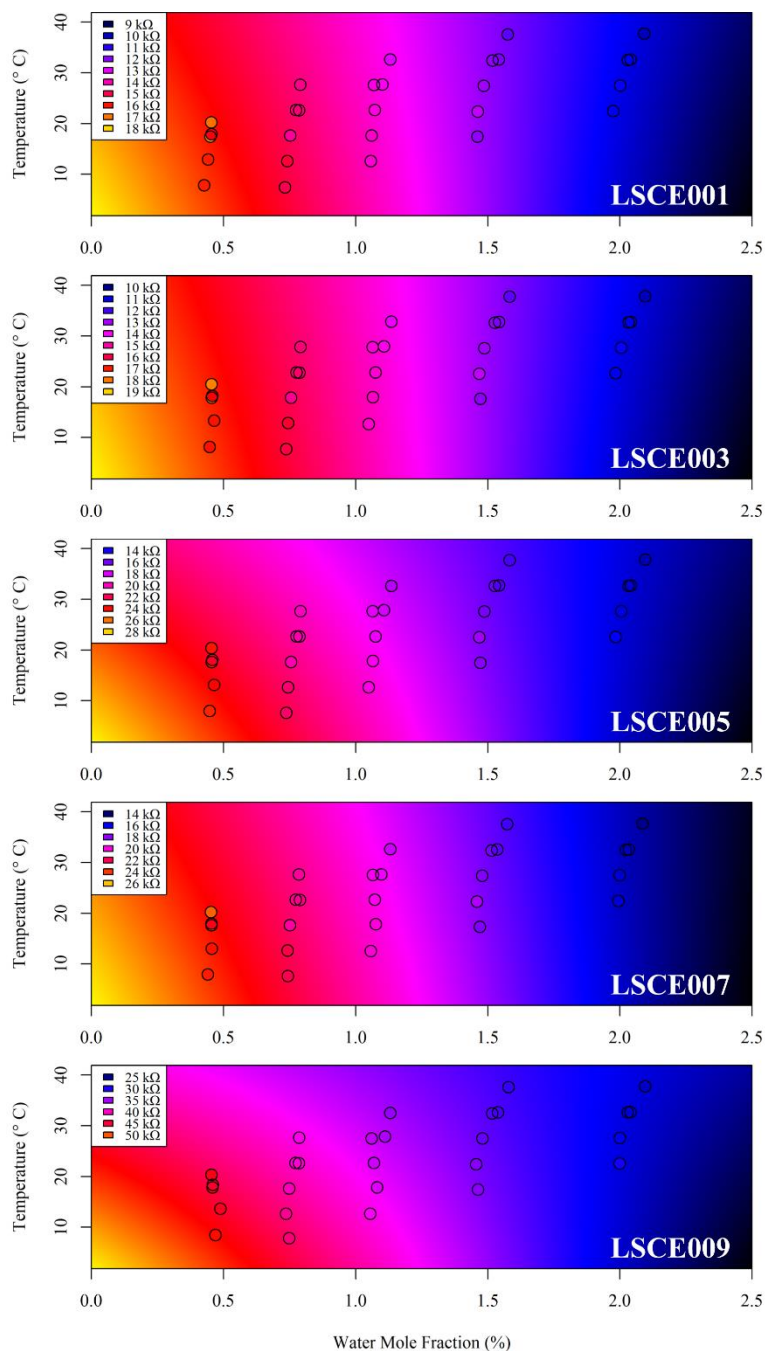 40
30
20
10
Temperature (° C)
9 kΩ
10 kΩ
11 kΩ
12 kΩ
13 kΩ
14 kΩ
15 kΩ
16 kΩ
17 kΩ
18 kΩ
LSCE001
0.0 0.5 1.0 1.5 2.0 2.5
40
30
20
10
Temperature (° C)
10 kΩ
11 kΩ
12 kΩ
13 kΩ
14 kΩ
15 kΩ
16 kΩ
17 kΩ
18 kΩ
19 kΩ
LSCE003
0.0 0.5 1.0 1.5 2.0 2.5
40
30
20
10
Temperature (° C)
14 kΩ
16 kΩ
18 kΩ
20 kΩ
22 kΩ
24 kΩ
26 kΩ
28 kΩ
LSCE005
0.0 0.5 1.0 1.5 2.0 2.5
40
30
20
10
Temperature (° C)
14 kΩ
16 kΩ
18 kΩ
20 kΩ
22 kΩ
24 kΩ
26 kΩ
LSCE007
0.0 0.5 1.0 1.5 2.0 2.5
40
30
20
10
Temperature (° C)
25 kΩ
30 kΩ
35 kΩ
40 kΩ
45 kΩ
50 kΩ
LSCE009
0.0 0.5 1.0 1.5 2.0 2.5
Water Mole Fraction (%)